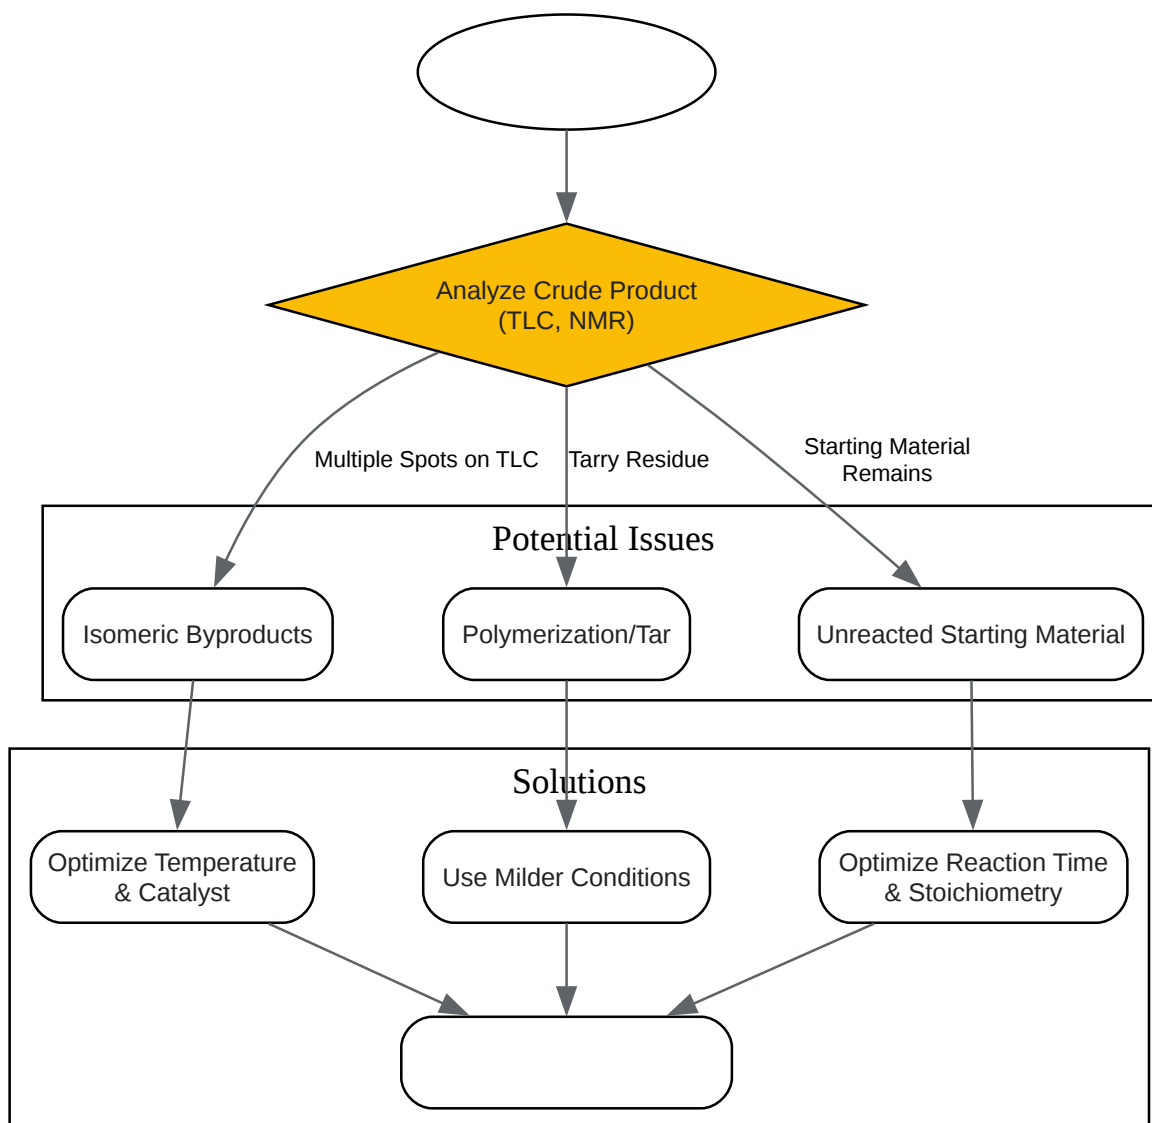 Analyze Crude Product
(TLC, NMR)
Multiple Spots on TLC
Tarry Residue
Starting Material
Remains
Potential Issues
Isomeric Byproducts
Polymerization/Tar
Unreacted Starting Material
Solutions
Optimize Temperature
& Catalyst
Use Milder Conditions
Optimize Reaction Time
& Stoichiometry